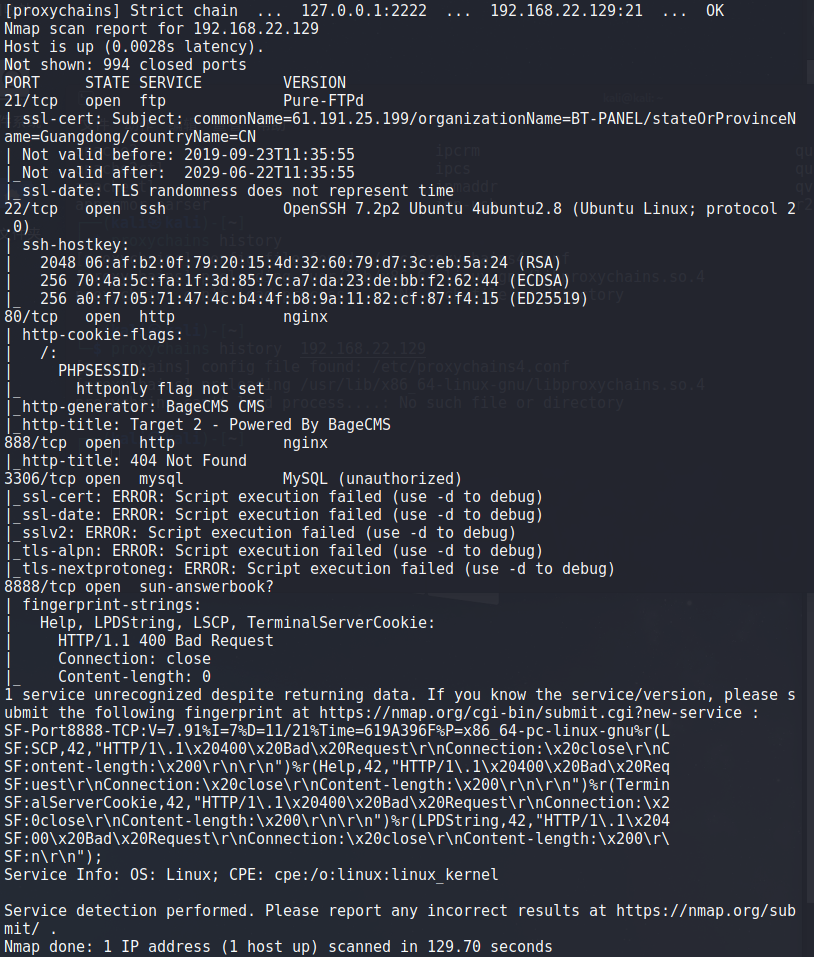 [proxychains] Strict chain  ...  127.0.0.1:2222  ...  192.168.22.129:21  ...  OK
Nmap scan report for 192.168.22.129
Host is up (0.0028s latency).
Not shown: 994 closed ports
PORT     STATE SERVICE         VERSION
21/tcp   open  ftp             Pure-FTPd
| ssl-cert: Subject: commonName=61.191.25.199/organizationName=BT-PANEL/stateOrProvinceN
ame=Guangdong/countryName=CN
| Not valid before: 2019-09-23T11:35:55
|_Not valid after:  2029-06-22T11:35:55
|_ssl-date: TLS randomness does not represent time
22/tcp   open  ssh             OpenSSH 7.2p2 Ubuntu 4ubuntu2.8 (Ubuntu Linux; protocol 2
.0)
| ssh-hostkey:
|   2048 06:af:b2:0f:79:20:15:4d:32:60:79:d7:3c:eb:5a:24 (RSA)
|   256 70:4a:5c:fa:1f:3d:85:7c:a7:da:23:de:bb:f2:62:44 (ECDSA)
|_  256 a0:f7:05:71:47:4c:b4:4f:b8:9a:11:82:cf:87:f4:15 (ED25519)
80/tcp   open  http            nginx
| http-cookie-flags:
|   /:
|     PHPSESSID:
|_      httponly flag not set
|_http-generator: BageCMS CMS
|_http-title: Target 2 - Powered By BageCMS
888/tcp  open  http            nginx
|_http-title: 404 Not Found
3306/tcp open  mysql           MySQL (unauthorized)
|_ssl-cert: ERROR: Script execution failed (use -d to debug)
|_ssl-date: ERROR: Script execution failed (use -d to debug)
|_sslv2: ERROR: Script execution failed (use -d to debug)
|_tls-alpn: ERROR: Script execution failed (use -d to debug)
|_tls-nextprotoneg: ERROR: Script execution failed (use -d to debug)
8888/tcp open  sun-answerbook?
| fingerprint-strings:
|   Help, LPDString, LSCP, TerminalServerCookie:
|     HTTP/1.1 400 Bad Request
|     Connection: close
|_    Content-length: 0
1 service unrecognized despite returning data. If you know the service/version, please s
ubmit the following fingerprint at https://nmap.org/cgi-bin/submit.cgi?new-service :
SF-Port8888-TCP:V=7.91%I=7%D=11/21%Time=619A396F%P=x86_64-pc-linux-gnu%r(L
SF:SCP,42,"HTTP/1\.1\x20400\x20Bad\x20Request\r\nConnection:\x20close\r\nC
SF:ontent-length:\x200\r\n\r\n")%r(Help,42,"HTTP/1\.1\x20400\x20Bad\x20Req
SF:uest\r\nConnection:\x20close\r\nContent-length:\x200\r\n\r\n")%r(Termin
SF:alServerCookie,42,"HTTP/1\.1\x20400\x20Bad\x20Request\r\nConnection:\x2
SF:0close\r\nContent-length:\x200\r\n\r\n")%r(LPDString,42,"HTTP/1\.1\x204
SF:00\x20Bad\x20Request\r\nConnection:\x20close\r\nContent-length:\x200\r\
SF:n\r\n");
Service Info: OS: Linux; CPE: cpe:/o:linux:linux_kernel

Service detection performed. Please report any incorrect results at https://nmap.org/sub
mit/ .
Nmap done: 1 IP address (1 host up) scanned in 129.70 seconds